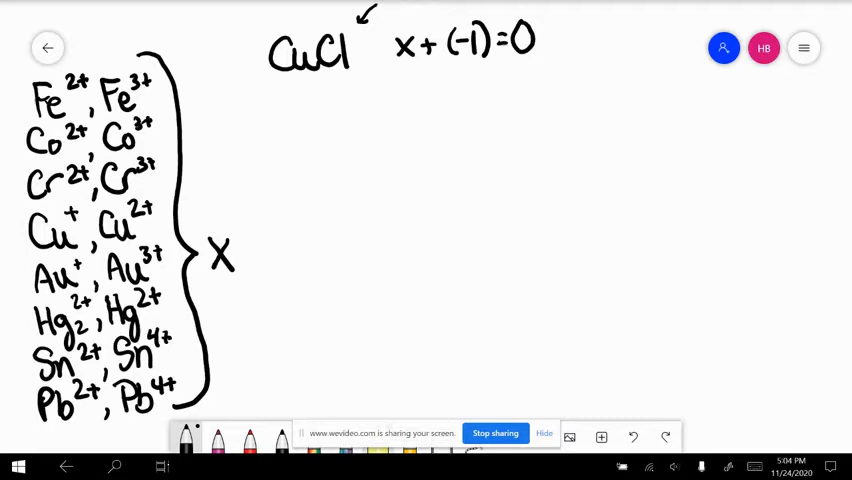 CuCl x + (-1) = 0
HB
Fe²⁺, Fe³⁺
Co²⁺, Co³⁺
Cr²⁺, Cr³⁺
Cu⁺, Cu²⁺
Au⁺, Au³⁺
X
Hg₂²⁺, Hg²⁺
Sn²⁺, Sn⁴⁺
Pb²⁺, Pb⁴⁺
www.wevideo.com is sharing your screen. Stop sharing Hide
5:04 PM
11/24/2020